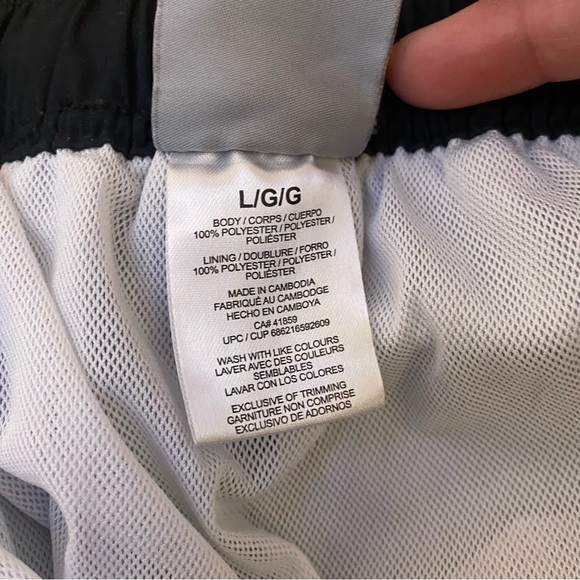 L/G/G
BODY / CORPS / CUERPO
100% POLYESTER / POLYESTER /
POLIÉSTER
LINING / DOUBLURE / FORRO
100% POLYESTER / POLYESTER /
POLIÉSTER
MADE IN CAMBODIA
FABRIQUÉ AU CAMBODGE
HECHO EN CAMBOYA
CA# 41859
UPC / CUP 686216592609
WASH WITH LIKE COLOURS
LAVER AVEC DES COULEURS
SEMBLABLES
LAVAR CON LOS COLORES
EXCLUSIVE OF TRIMMING
GARNITURE NON COMPRISE
EXCLUSIVO DE ADORNOS